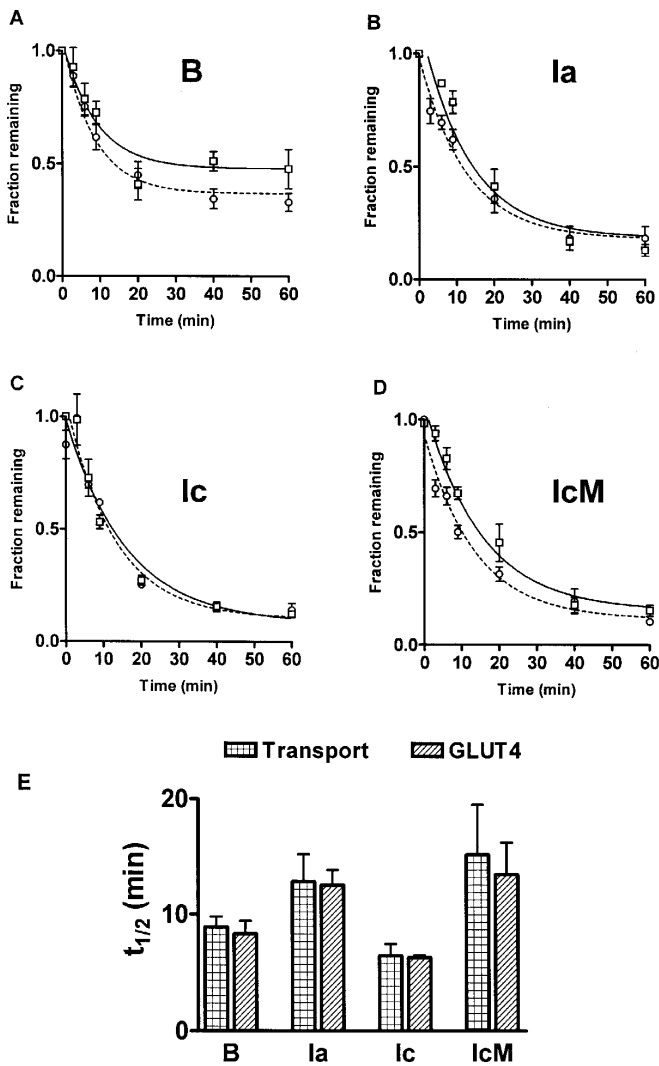 A
B
1.0
0.5
0.0
Fraction remaining
0 10 20 30 40 50 60
Time (min)
B
Ia
1.0
0.5
0.0
Fraction remaining
0 10 20 30 40 50 60
Time (min)
C
Ic
1.0
0.5
0.0
Fraction remaining
0 10 20 30 40 50 60
Time (min)
D
IcM
1.0
0.5
0.0
Fraction remaining
0 10 20 30 40 50 60
Time (min)
Transport GLUT4
E
20
10
0
t1/2 (min)
B Ia Ic IcM